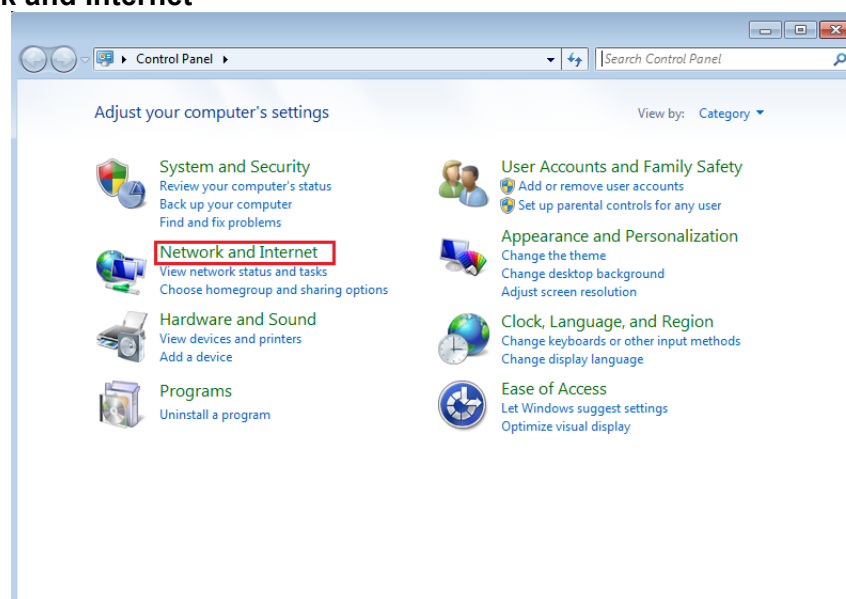 k and Internet
Control Panel
Search Control Panel
Adjust your computer's settings
View by: Category
System and Security
Review your computer's status
Back up your computer
Find and fix problems
Network and Internet
View network status and tasks
Choose homegroup and sharing options
Hardware and Sound
View devices and printers
Add a device
Programs
Uninstall a program
User Accounts and Family Safety
Add or remove user accounts
Set up parental controls for any user
Appearance and Personalization
Change the theme
Change desktop background
Adjust screen resolution
Clock, Language, and Region
Change keyboards or other input methods
Change display language
Ease of Access
Let Windows suggest settings
Optimize visual display